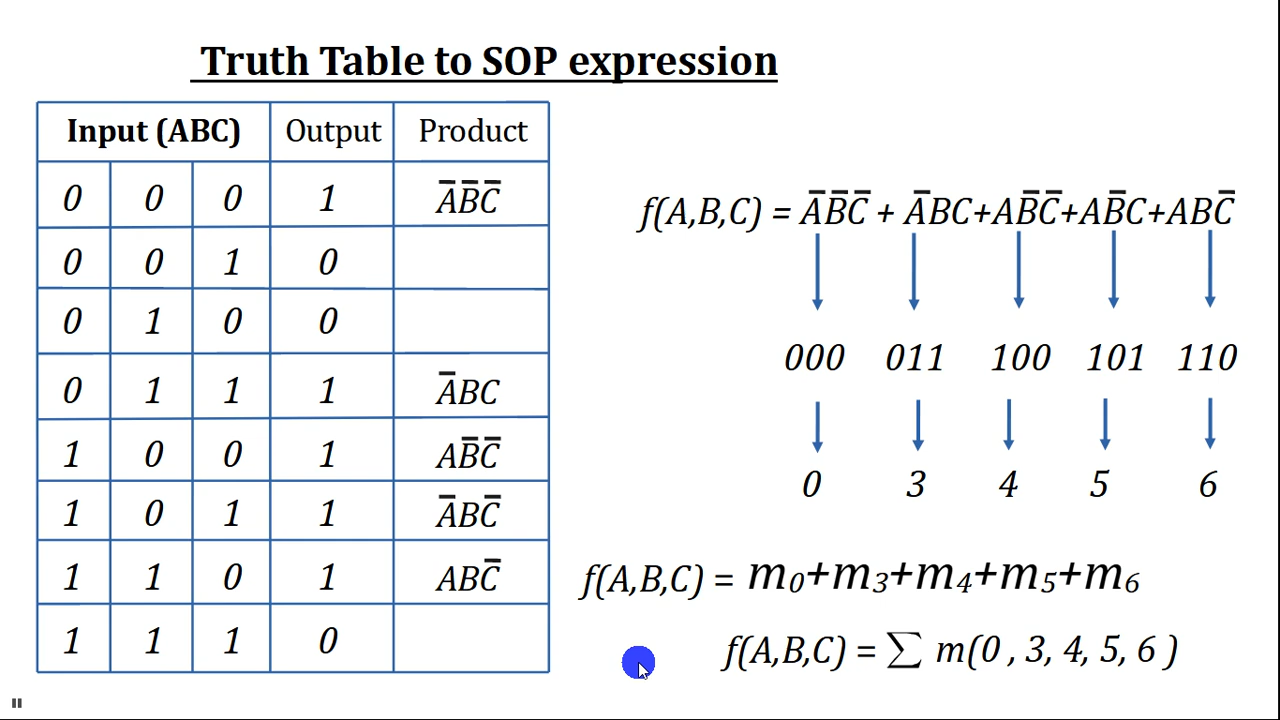 Truth Table to SOP expression
Input (ABC) Output Product
0 0 0 1 A̅B̅C̅
0 0 1 0
0 1 0 0
0 1 1 1 A̅BC
1 0 0 1 AB̅C̅
1 0 1 1 A̅BC̅
1 1 0 1 ABC̅
1 1 1 0
f(A,B,C) = A̅B̅C̅ + A̅BC+AB̅C̅+AB̅C+ABC̅
000 011 100 101 110
0 3 4 5 6
f(A,B,C) = m₀+m₃+m₄+m₅+m₆
f(A,B,C) = ∑ m(0 , 3, 4, 5, 6 )